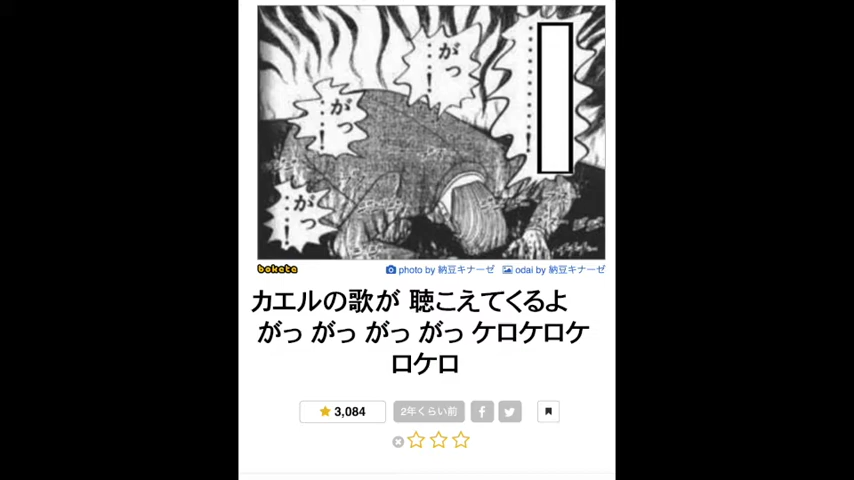 がっ
……！
がっ
……！
がっ
……！
………！
bokete
photo by 納豆キナーゼ odai by 納豆キナーゼ
カエルの歌が 聴こえてくるよ
がっ がっ がっ がっ ケロケロケ
ロケロ
3,084 2年くらい前